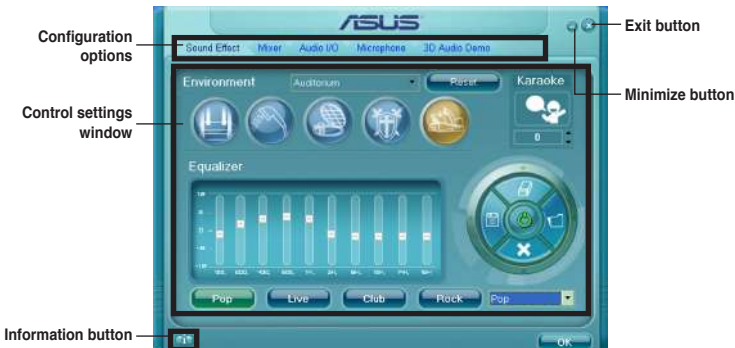 ASUS
Exit button
Configuration options
Sound Effect Mixer Audio I/O Microphone 3D Audio Demo
Minimize button
Environment Auditorium Reset Karaoke
Control settings window
0
Equalizer
Pop Live Club Rock Pop
Information button
OK